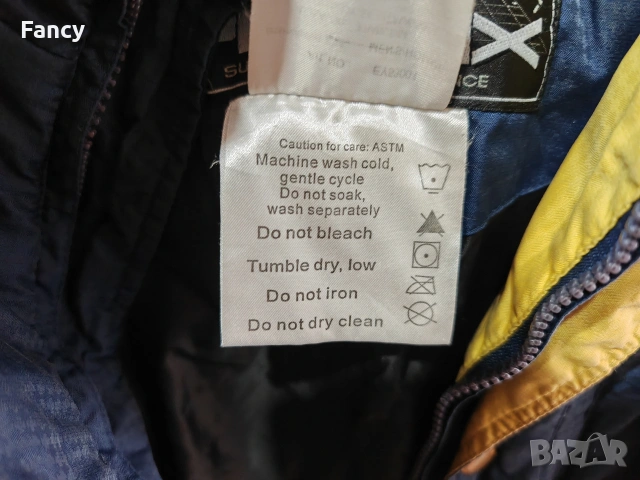 Fancy
X
Caution for care: ASTM
Machine wash cold,
gentle cycle
Do not soak,
wash separately
Do not bleach
Tumble dry, low
Do not iron
Do not dry clean
BAZAR